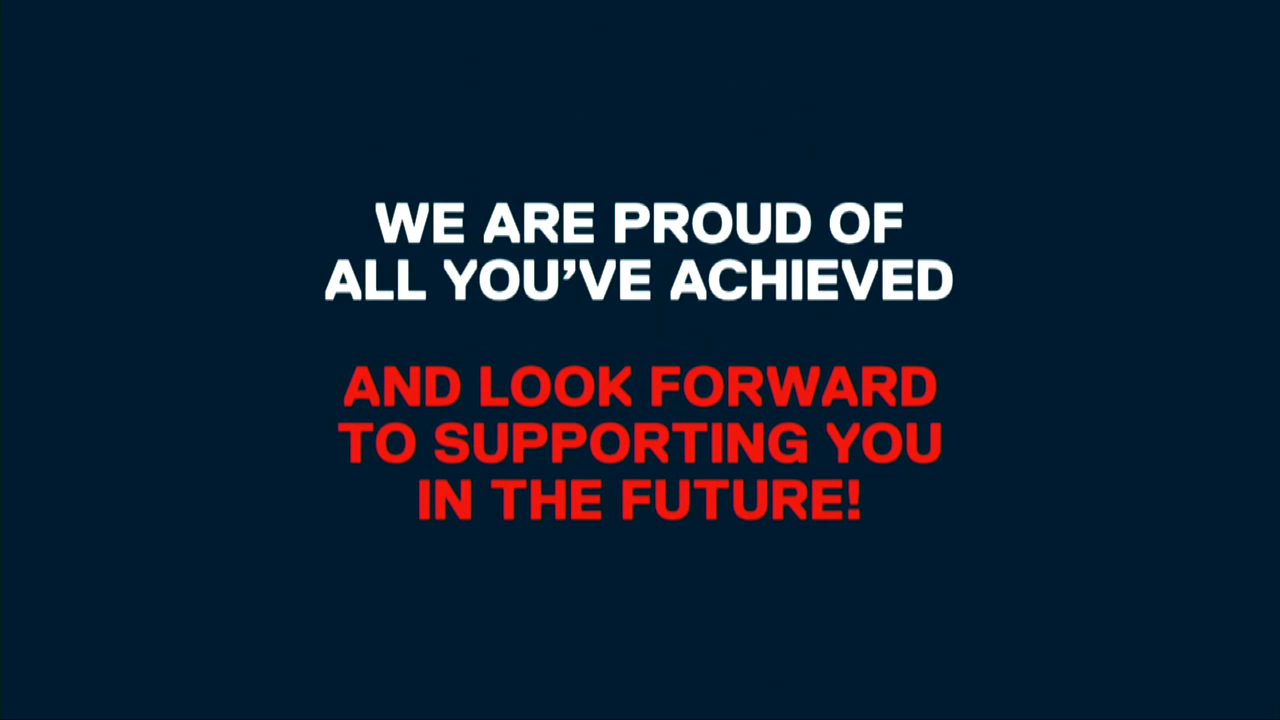 WE ARE PROUD OF
ALL YOU’VE ACHIEVED
AND LOOK FORWARD
TO SUPPORTING YOU
IN THE FUTURE!